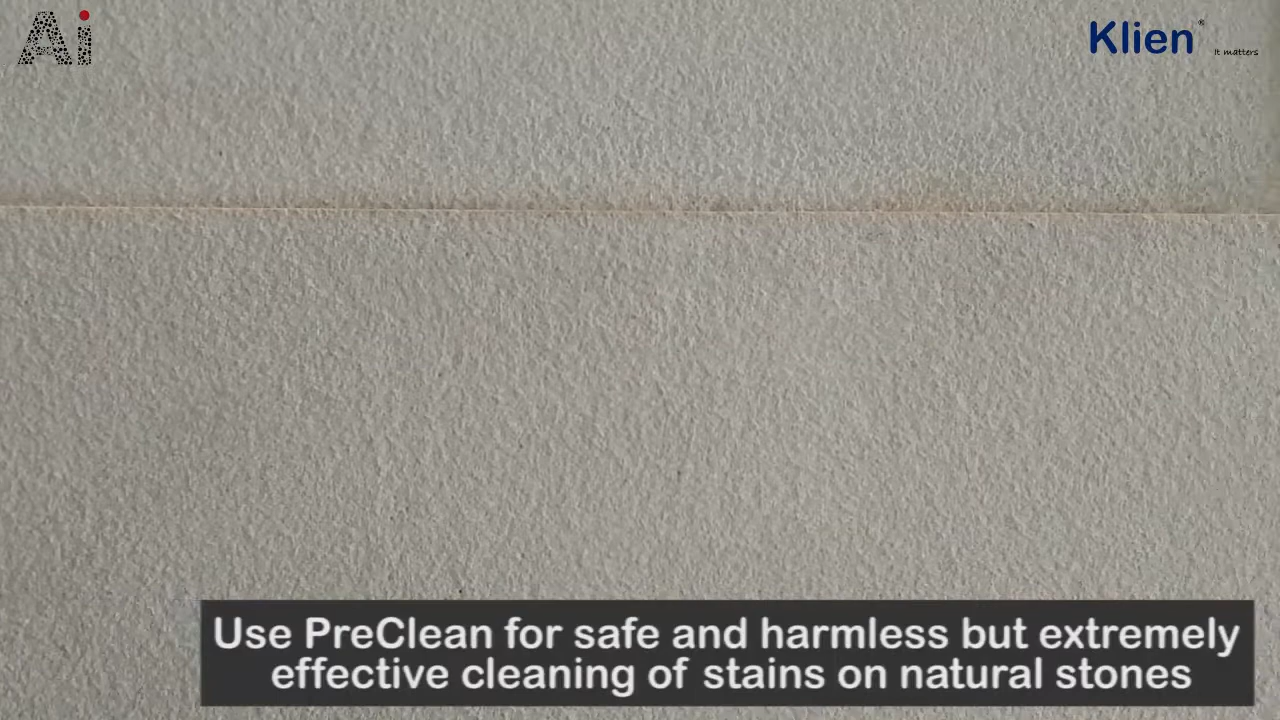 Ai
Klien®
It matters
Use PreClean for safe and harmless but extremely
effective cleaning of stains on natural stones